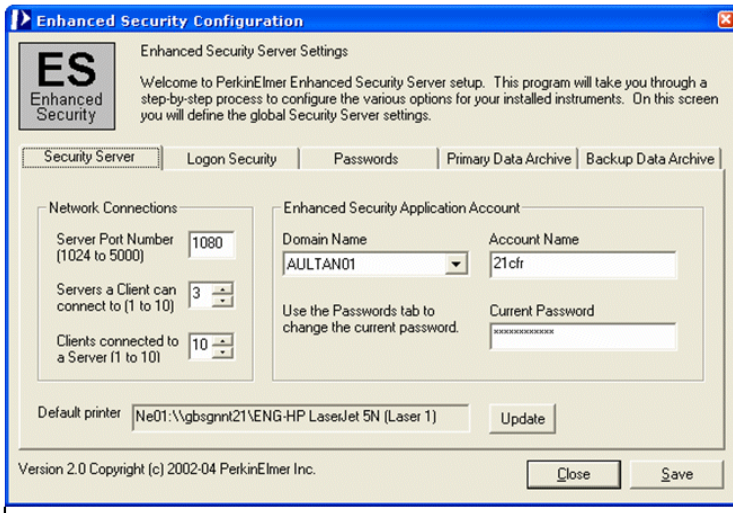 Enhanced Security Configuration
ES
Enhanced
Security
Enhanced Security Server Settings
Welcome to PerkinElmer Enhanced Security Server setup. This program will take you through a
step-by-step process to configure the various options for your installed instruments. On this screen
you will define the global Security Server settings.
Security Server
Logon Security
Passwords
Primary Data Archive
Backup Data Archive
Network Connections
Server Port Number
(1024 to 5000)
1080
Servers a Client can
connect to (1 to 10)
3
Clients connected to
a Server (1 to 10)
10
Enhanced Security Application Account
Domain Name
AULTAN01
Account Name
21cfr
Use the Passwords tab to
change the current password.
Current Password
xxxxxxxxxxxx
Default printer
Ne01:\\gbsgnnt21\ENG-HP LaserJet 5N (Laser 1)
Update
Version 2.0 Copyright (c) 2002-04 PerkinElmer Inc.
Close
Save